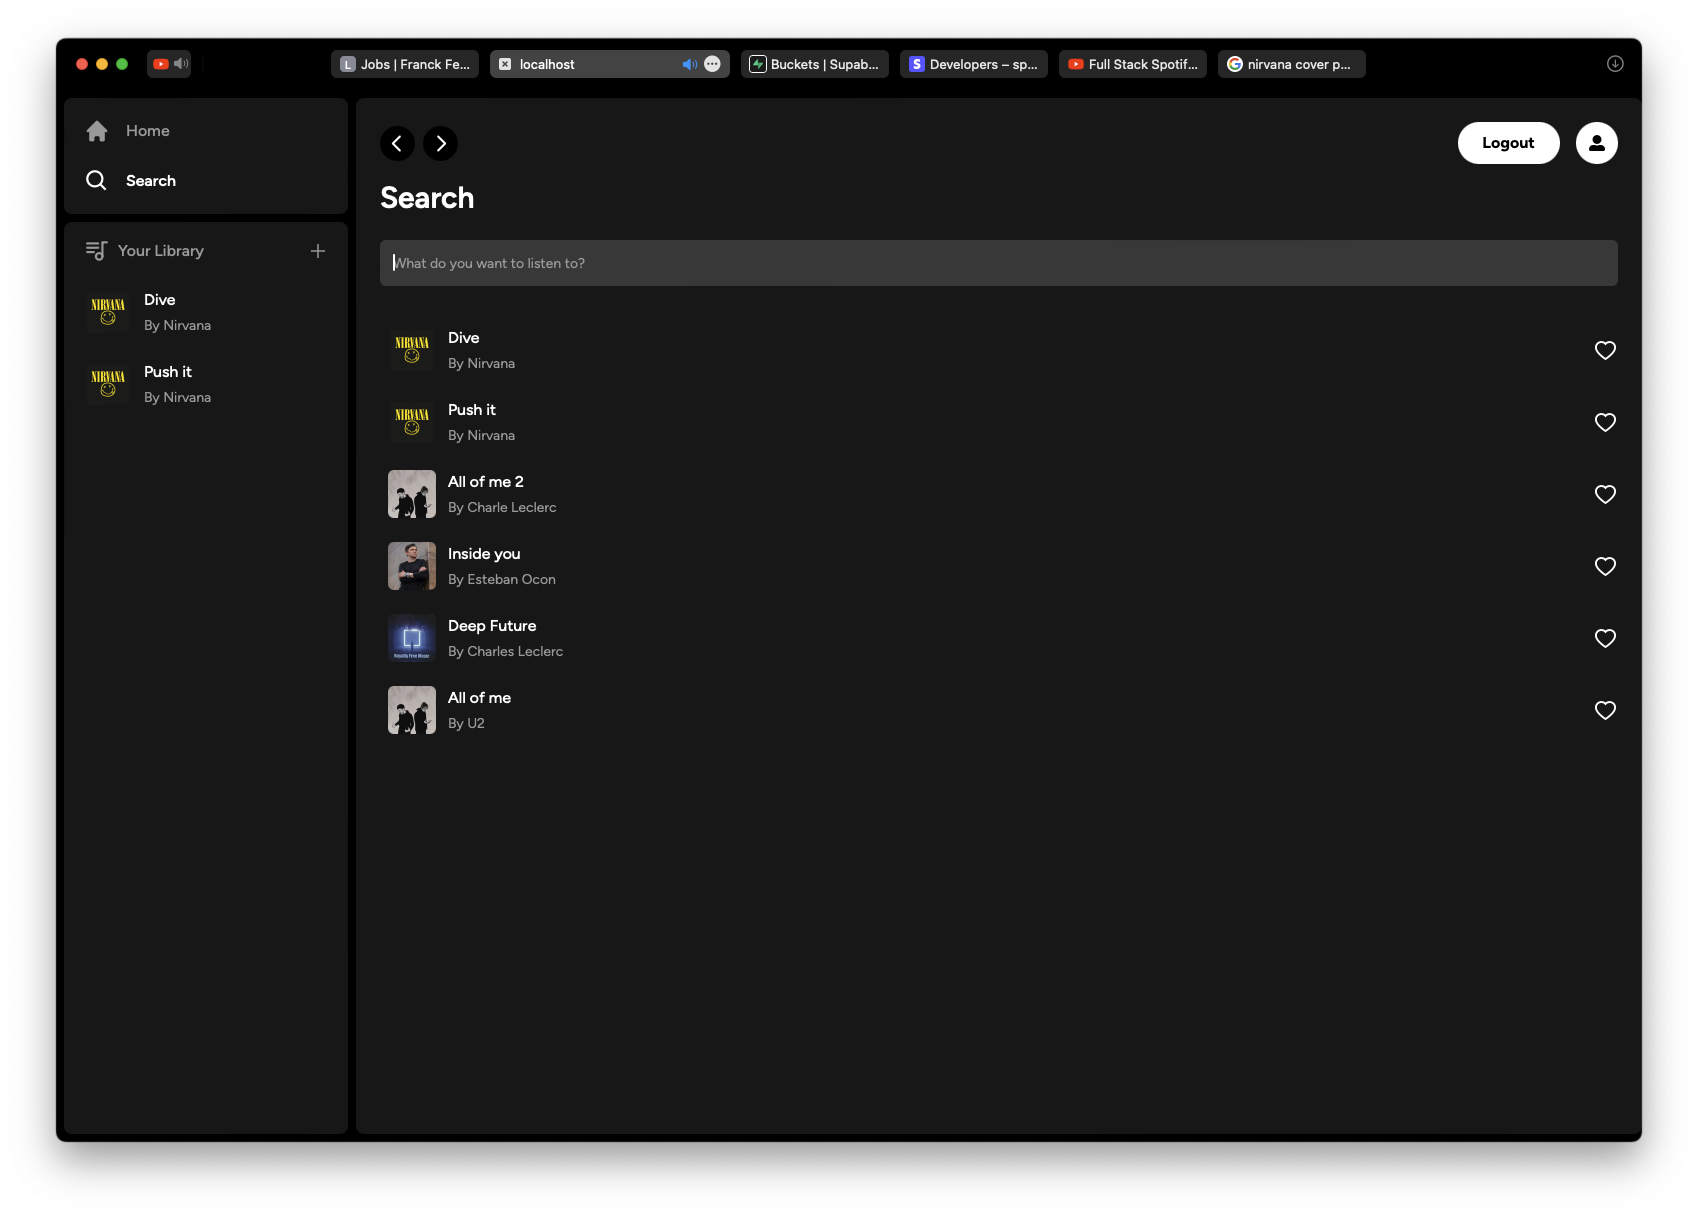 L Jobs | Franck Fe...
localhost
Buckets | Supab...
S Developers – sp...
Full Stack Spotif...
G nirvana cover p...
Home
Search
Your Library
NIRVANA
Dive
By Nirvana
NIRVANA
Push it
By Nirvana
Logout
Search
What do you want to listen to?
NIRVANA
Dive
By Nirvana
NIRVANA
Push it
By Nirvana
All of me 2
By Charle Leclerc
Inside you
By Esteban Ocon
Royalty Free Music
Deep Future
By Charles Leclerc
All of me
By U2